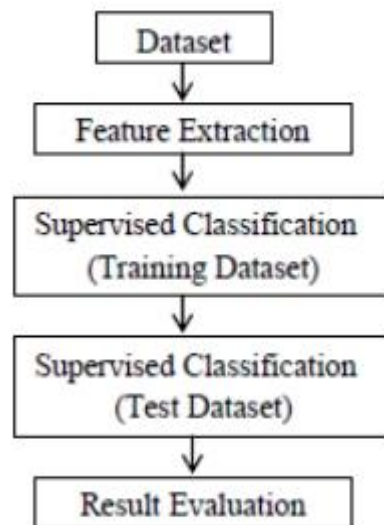 Dataset
Feature Extraction
Supervised Classification
(Training Dataset)
Supervised Classification
(Test Dataset)
Result Evaluation